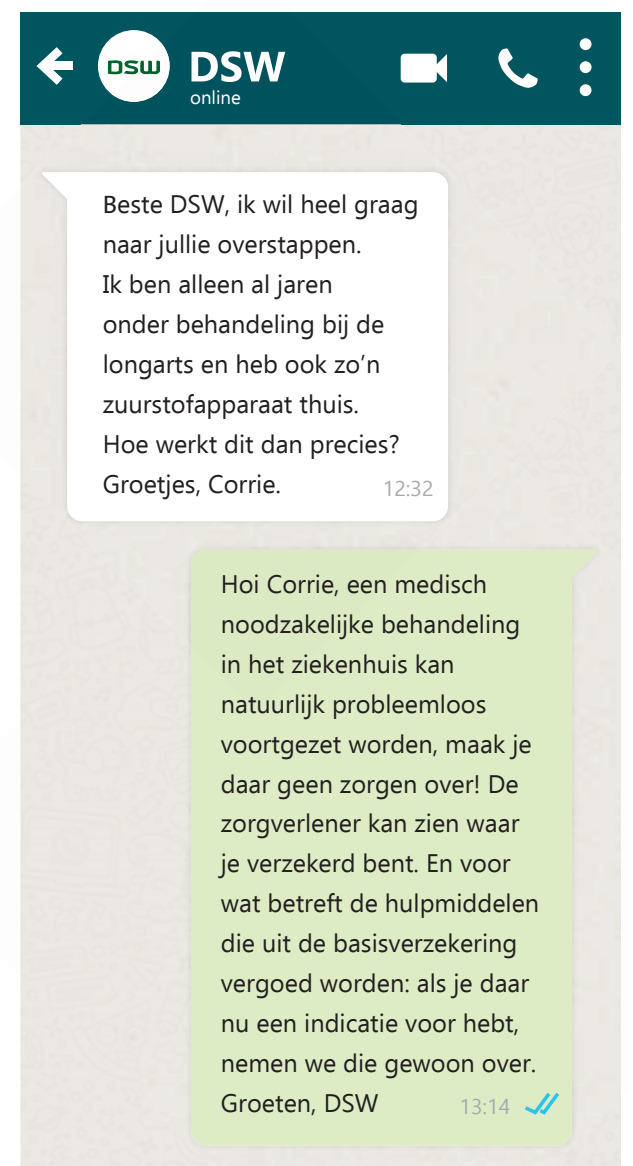 DSW
DSW
online
Beste DSW, ik wil heel graag
naar jullie overstappen.
Ik ben alleen al jaren
onder behandeling bij de
longarts en heb ook zo’n
zuurstofapparaat thuis.
Hoe werkt dit dan precies?
Groetjes, Corrie. 12:32
Hoi Corrie, een medisch
noodzakelijke behandeling
in het ziekenhuis kan
natuurlijk probleemloos
voortgezet worden, maak je
daar geen zorgen over! De
zorgverlener kan zien waar
je verzekerd bent. En voor
wat betreft de hulpmiddelen
die uit de basisverzekering
vergoed worden: als je daar
nu een indicatie voor hebt,
nemen we die gewoon over.
Groeten, DSW 13:14